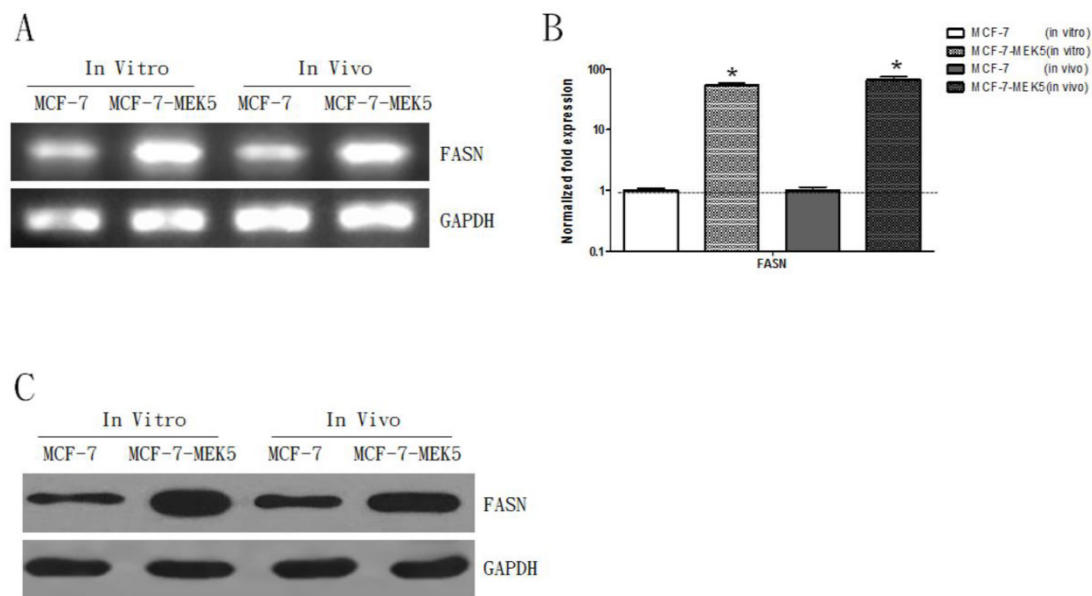 A
In Vitro In Vivo
MCF-7 MCF-7-MEK5 MCF-7 MCF-7-MEK5
FASN
GAPDH
B
MCF-7 (in vitro)
MCF-7-MEK5(in vitro)
MCF-7 (in vivo)
MCF-7-MEK5(in vivo)
Normalized fold expression
100
10
1
0.1
* *
FASN
C
In Vitro In Vivo
MCF-7 MCF-7-MEK5 MCF-7 MCF-7-MEK5
FASN
GAPDH